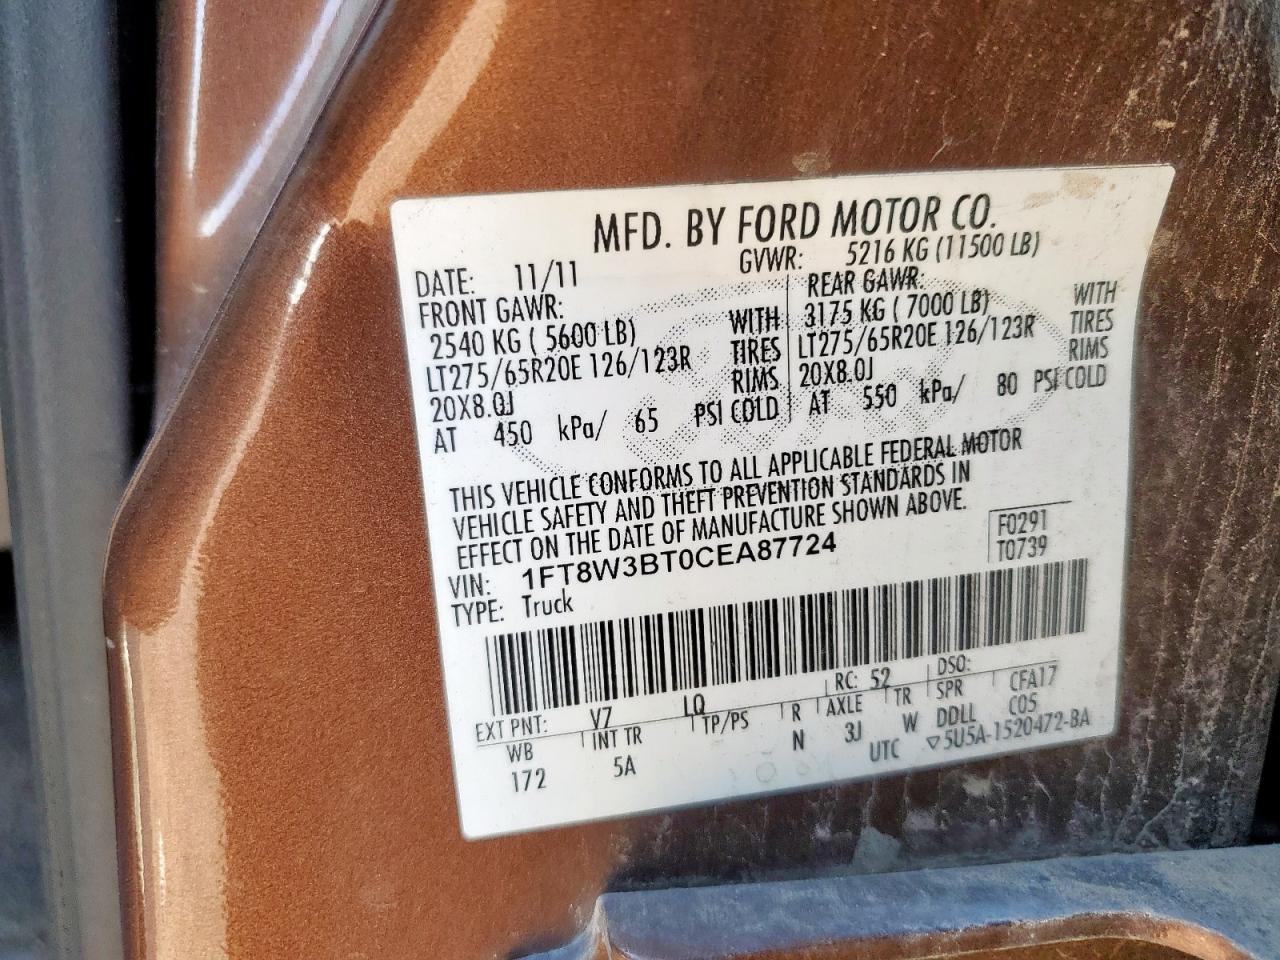 MFD. BY FORD MOTOR CO.
DATE: 11/11 GVWR: 5216 KG (11500 LB)
FRONT GAWR:
2540 KG ( 5600 LB) WITH
LT275/65R20E 126/123R TIRES
20X8.0J RIMS
AT 450 kPa/ 65 PSI COLD
REAR GAWR:
3175 KG ( 7000 LB) WITH
LT275/65R20E 126/123R TIRES
20X8.0J RIMS
AT 550 kPa/ 80 PSI COLD
THIS VEHICLE CONFORMS TO ALL APPLICABLE FEDERAL MOTOR
VEHICLE SAFETY AND THEFT PREVENTION STANDARDS IN
EFFECT ON THE DATE OF MANUFACTURE SHOWN ABOVE.
F0291
T0739
VIN: 1FT8W3BT0CEA87724
TYPE: Truck
EXT PNT: V7 LQ RC: 52 DSO:
WB INT TR TP/PS R AXLE TR SPR CFA17
172 5A N 3J W DDLL C05
UTC ▽5U5A-1520472-BA